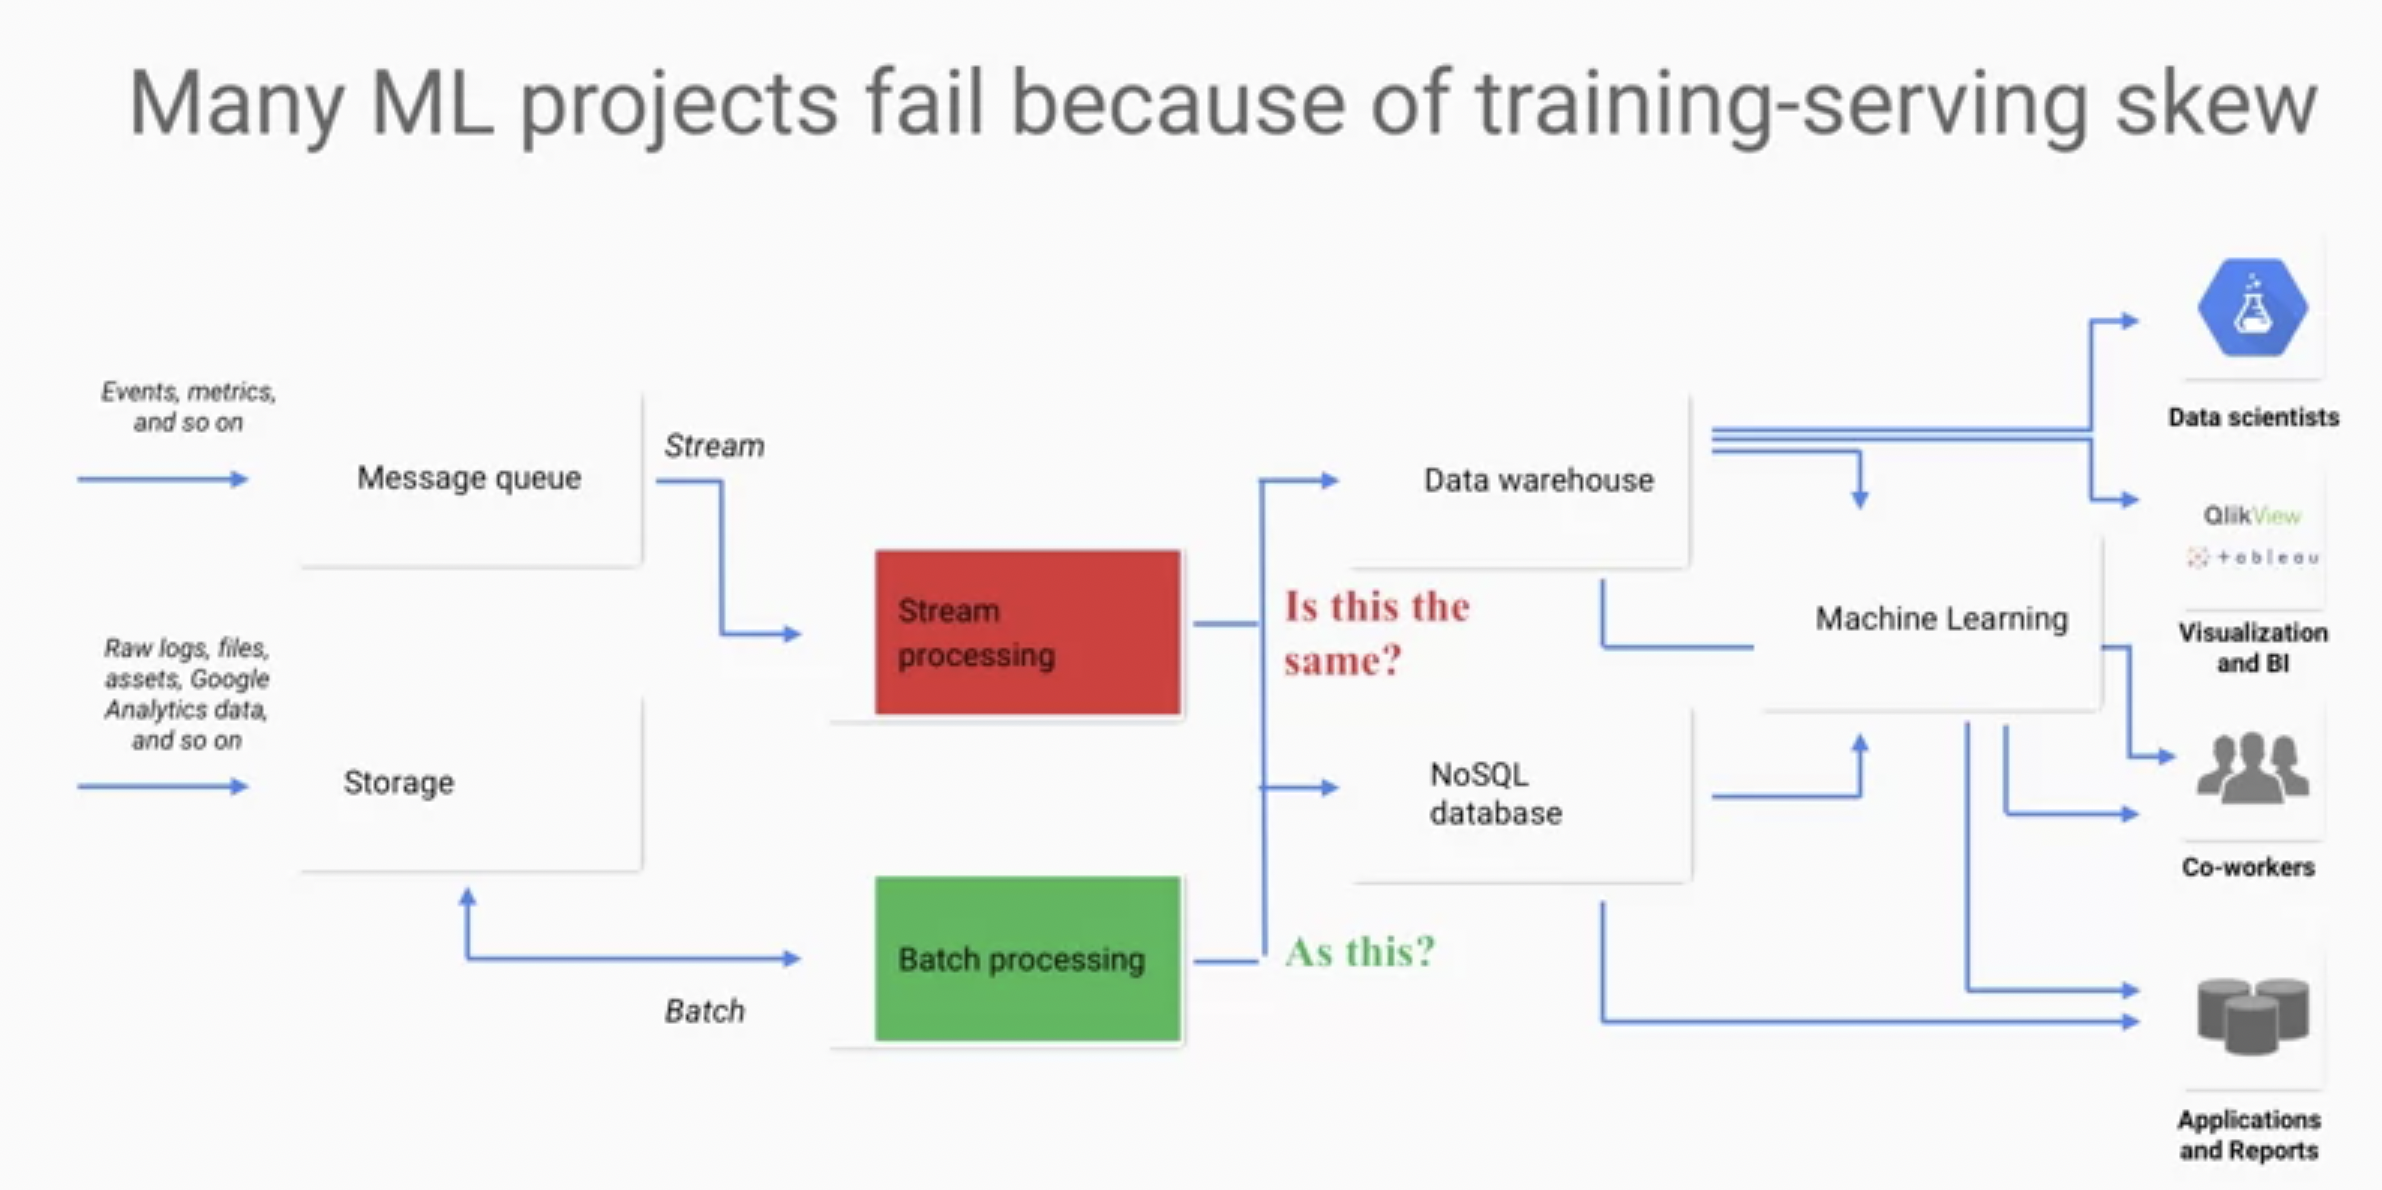 Many ML projects fail because of training-serving skew
Events, metrics,
and so on
Message queue
Stream
Raw logs, files,
assets, Google
Analytics data,
and so on
Storage
Batch
Stream
processing
Batch processing
Is this the
same?
As this?
Data warehouse
NoSQL
database
Machine Learning
Data scientists
QlikView
+ableau
Visualization
and BI
Co-workers
Applications
and Reports